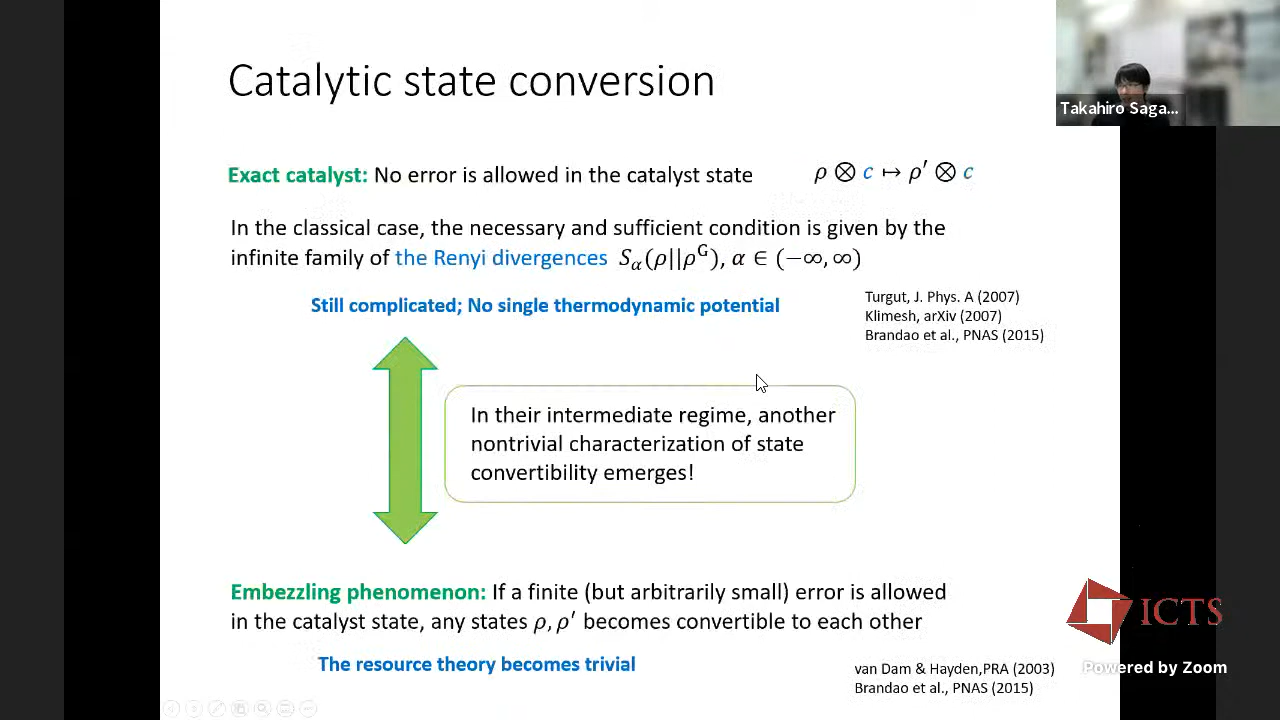 Catalytic state conversion
Takahiro Saga...
Exact catalyst: No error is allowed in the catalyst state
ρ ⊗ c ↦ ρ′ ⊗ c
In the classical case, the necessary and sufficient condition is given by the
infinite family of the Renyi divergences S_α(ρ||ρ^G), α ∈ (−∞, ∞)
Still complicated; No single thermodynamic potential
Turgut, J. Phys. A (2007)
Klimesh, arXiv (2007)
Brandao et al., PNAS (2015)
In their intermediate regime, another
nontrivial characterization of state
convertibility emerges!
Embezzling phenomenon: If a finite (but arbitrarily small) error is allowed
in the catalyst state, any states ρ, ρ′ becomes convertible to each other
The resource theory becomes trivial
van Dam & Hayden,PRA (2003)
Brandao et al., PNAS (2015)
ICTS
Powered by Zoom